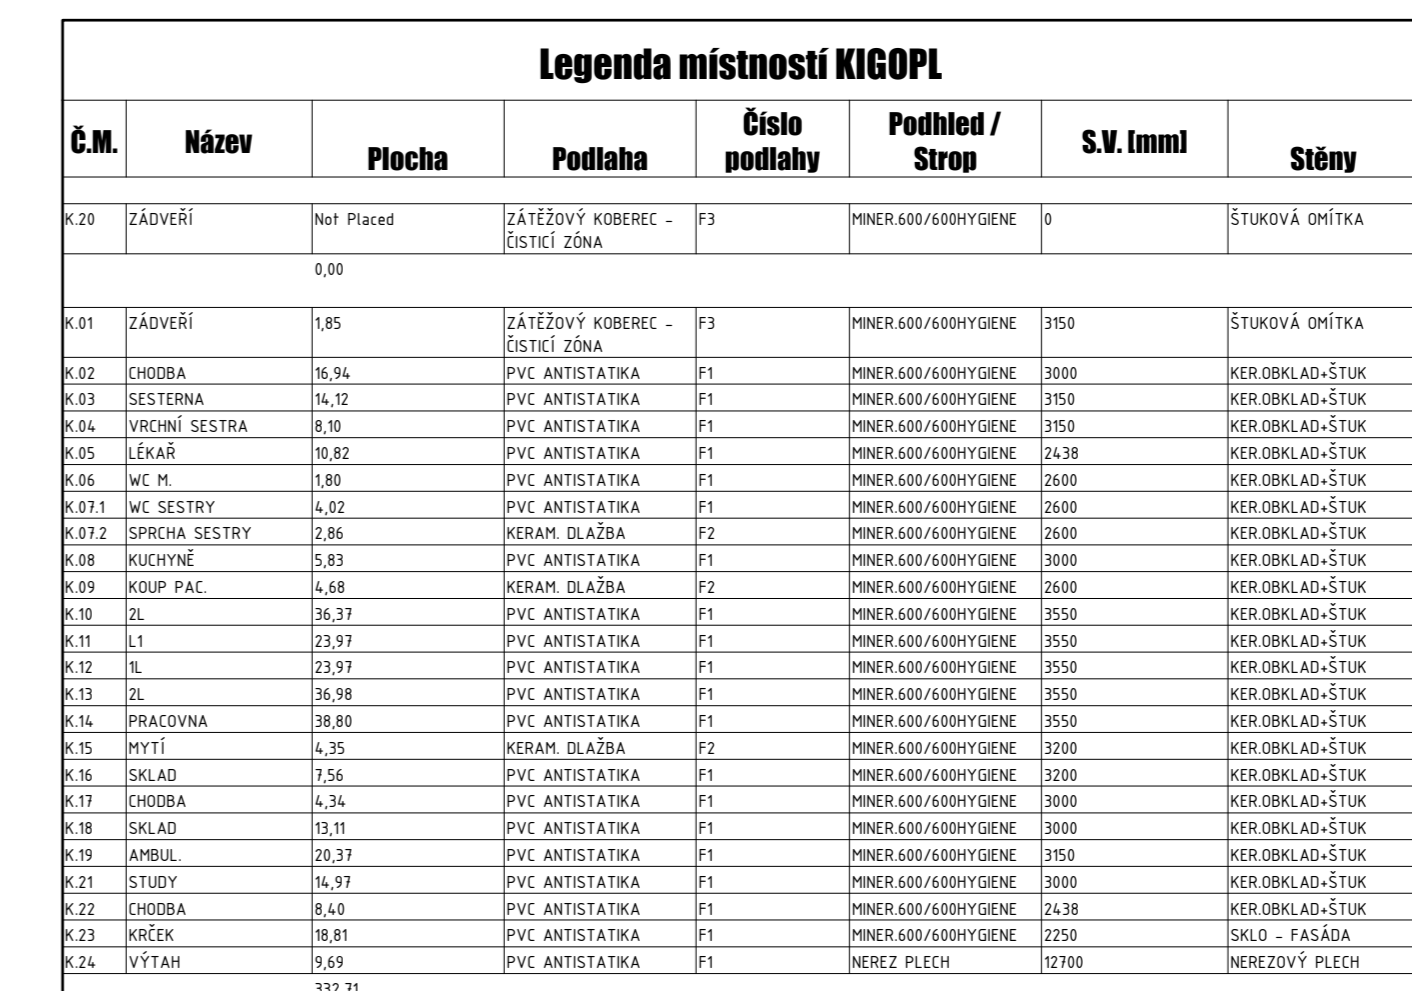 Legenda místností KIGOPL
Č.M. Název Plocha Podlaha Číslo podlahy Podhled / Strop S.V. [mm] Stěny
K.20 ZÁDVEŘÍ Not Placed ZÁTĚŽOVÝ KOBEREC - F3 MINER.600/600HYGIENE 0 ŠTUKOVÁ OMÍTKA
ČISTICÍ ZÓNA
0,00
K.01 ZÁDVEŘÍ 1,85 ZÁTĚŽOVÝ KOBEREC - F3 MINER.600/600HYGIENE 3150 ŠTUKOVÁ OMÍTKA
ČISTICÍ ZÓNA
K.02 CHODBA 16,94 PVC ANTISTATIKA F1 MINER.600/600HYGIENE 3000 KER.OBKLAD+ŠTUK
K.03 SESTERNA 14,12 PVC ANTISTATIKA F1 MINER.600/600HYGIENE 3150 KER.OBKLAD+ŠTUK
K.04 VRCHNÍ SESTRA 8,10 PVC ANTISTATIKA F1 MINER.600/600HYGIENE 3150 KER.OBKLAD+ŠTUK
K.05 LÉKAŘ 10,82 PVC ANTISTATIKA F1 MINER.600/600HYGIENE 2438 KER.OBKLAD+ŠTUK
K.06 WC M. 1,80 PVC ANTISTATIKA F1 MINER.600/600HYGIENE 2600 KER.OBKLAD+ŠTUK
K.07.1 WC SESTRY 4,02 PVC ANTISTATIKA F1 MINER.600/600HYGIENE 2600 KER.OBKLAD+ŠTUK
K.07.2 SPRCHA SESTRY 2,86 KERAM. DLAŽBA F2 MINER.600/600HYGIENE 2600 KER.OBKLAD+ŠTUK
K.08 KUCHYNĚ 5,83 PVC ANTISTATIKA F1 MINER.600/600HYGIENE 3000 KER.OBKLAD+ŠTUK
K.09 KOUP PAC. 4,68 KERAM. DLAŽBA F2 MINER.600/600HYGIENE 2600 KER.OBKLAD+ŠTUK
K.10 2L 36,37 PVC ANTISTATIKA F1 MINER.600/600HYGIENE 3550 KER.OBKLAD+ŠTUK
K.11 L1 23,97 PVC ANTISTATIKA F1 MINER.600/600HYGIENE 3550 KER.OBKLAD+ŠTUK
K.12 1L 23,97 PVC ANTISTATIKA F1 MINER.600/600HYGIENE 3550 KER.OBKLAD+ŠTUK
K.13 2L 36,98 PVC ANTISTATIKA F1 MINER.600/600HYGIENE 3550 KER.OBKLAD+ŠTUK
K.14 PRACOVNA 38,80 PVC ANTISTATIKA F1 MINER.600/600HYGIENE 3550 KER.OBKLAD+ŠTUK
K.15 MYTÍ 4,35 KERAM. DLAŽBA F2 MINER.600/600HYGIENE 3200 KER.OBKLAD+ŠTUK
K.16 SKLAD 7,56 PVC ANTISTATIKA F1 MINER.600/600HYGIENE 3200 KER.OBKLAD+ŠTUK
K.17 CHODBA 4,34 PVC ANTISTATIKA F1 MINER.600/600HYGIENE 3000 KER.OBKLAD+ŠTUK
K.18 SKLAD 13,11 PVC ANTISTATIKA F1 MINER.600/600HYGIENE 3000 KER.OBKLAD+ŠTUK
K.19 AMBUL. 20,37 PVC ANTISTATIKA F1 MINER.600/600HYGIENE 3150 KER.OBKLAD+ŠTUK
K.21 STUDY 14,97 PVC ANTISTATIKA F1 MINER.600/600HYGIENE 3000 KER.OBKLAD+ŠTUK
K.22 CHODBA 8,40 PVC ANTISTATIKA F1 MINER.600/600HYGIENE 2438 KER.OBKLAD+ŠTUK
K.23 KRČEK 18,81 PVC ANTISTATIKA F1 MINER.600/600HYGIENE 2250 SKLO - FASÁDA
K.24 VÝTAH 9,69 PVC ANTISTATIKA F1 NEREZ PLECH 12700 NEREZOVÝ PLECH
332,71